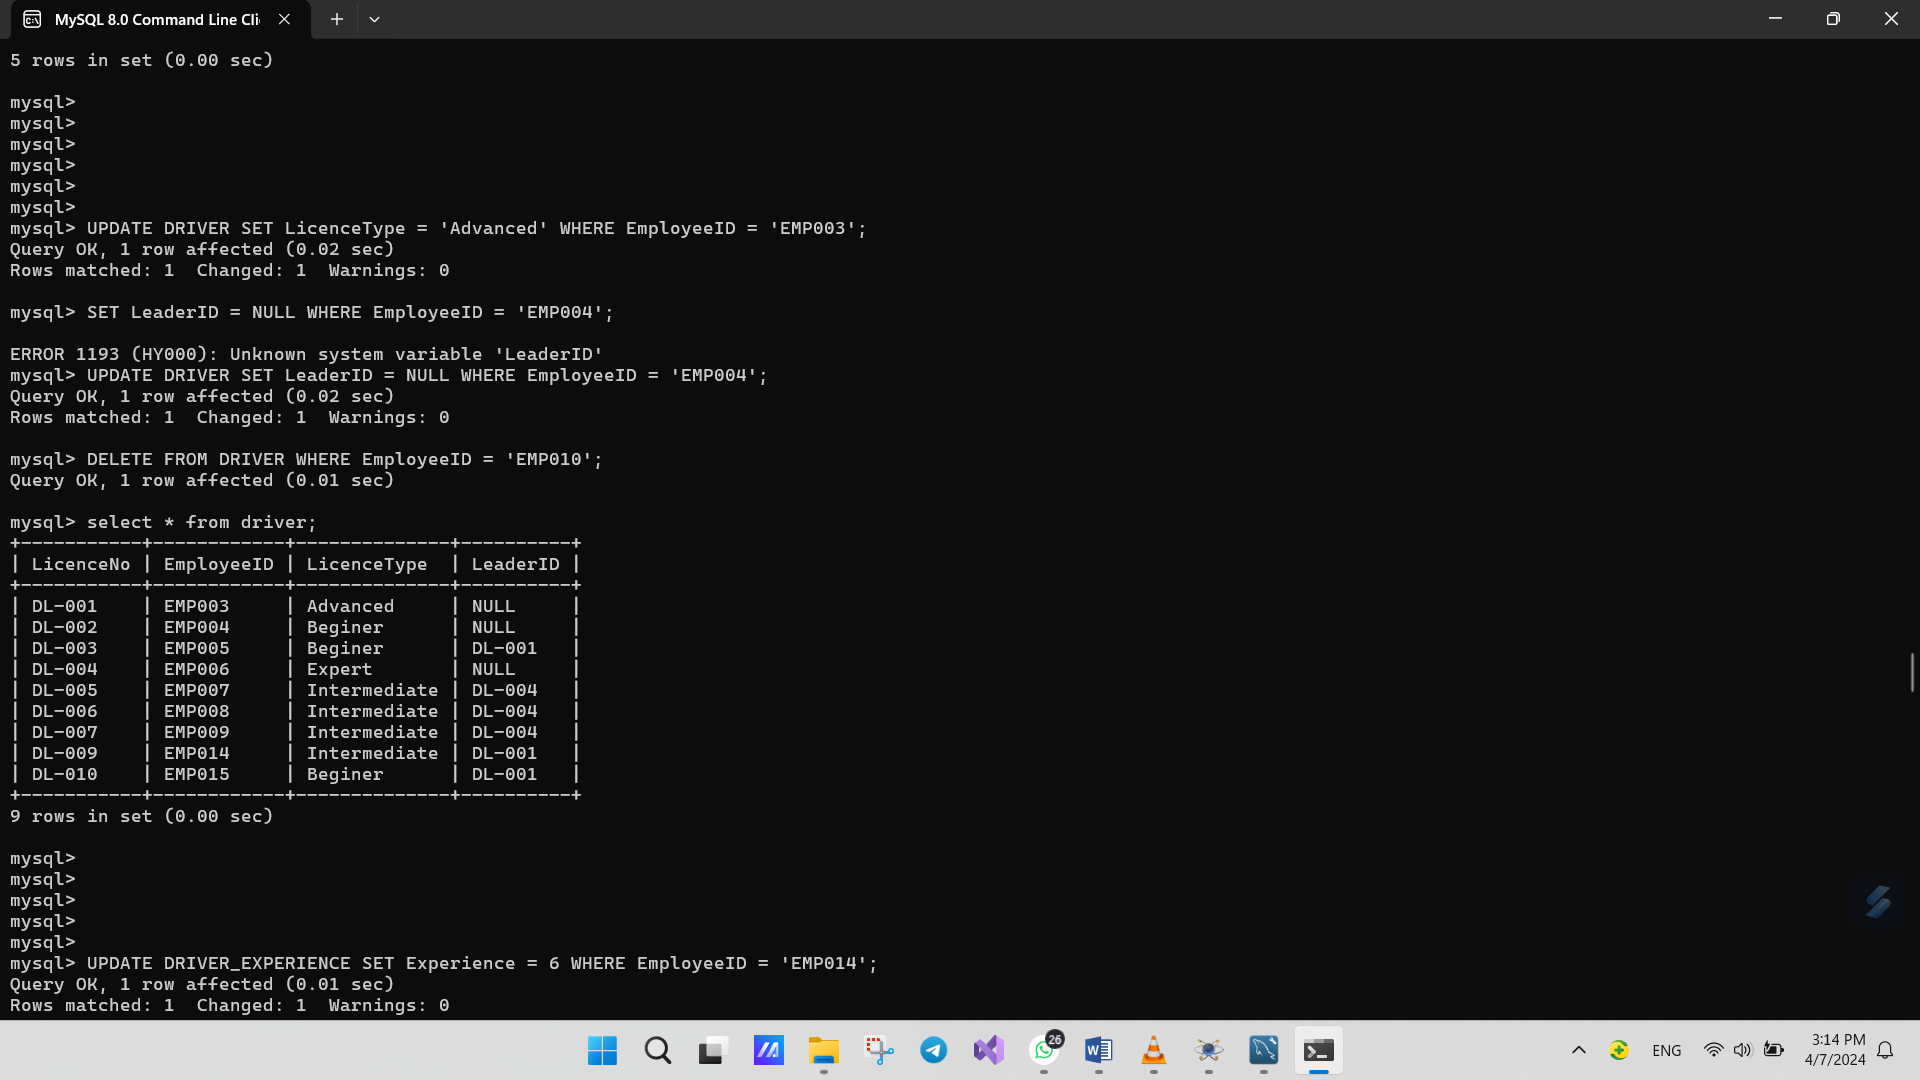 MySQL 8.0 Command Line Cli
5 rows in set (0.00 sec)
mysql>
mysql>
mysql>
mysql>
mysql>
mysql>
mysql> UPDATE DRIVER SET LicenceType = 'Advanced' WHERE EmployeeID = 'EMP003';
Query OK, 1 row affected (0.02 sec)
Rows matched: 1  Changed: 1  Warnings: 0
mysql> SET LeaderID = NULL WHERE EmployeeID = 'EMP004';
ERROR 1193 (HY000): Unknown system variable 'LeaderID'
mysql> UPDATE DRIVER SET LeaderID = NULL WHERE EmployeeID = 'EMP004';
Query OK, 1 row affected (0.02 sec)
Rows matched: 1  Changed: 1  Warnings: 0
mysql> DELETE FROM DRIVER WHERE EmployeeID = 'EMP010';
Query OK, 1 row affected (0.01 sec)
mysql> select * from driver;
+-----------+------------+--------------+----------+
| LicenceNo | EmployeeID | LicenceType  | LeaderID |
+-----------+------------+--------------+----------+
| DL-001    | EMP003     | Advanced     | NULL     |
| DL-002    | EMP004     | Beginer      | NULL     |
| DL-003    | EMP005     | Beginer      | DL-001   |
| DL-004    | EMP006     | Expert       | NULL     |
| DL-005    | EMP007     | Intermediate | DL-004   |
| DL-006    | EMP008     | Intermediate | DL-004   |
| DL-007    | EMP009     | Intermediate | DL-004   |
| DL-009    | EMP014     | Intermediate | DL-001   |
| DL-010    | EMP015     | Beginer      | DL-001   |
+-----------+------------+--------------+----------+
9 rows in set (0.00 sec)
mysql>
mysql>
mysql>
mysql>
mysql>
mysql> UPDATE DRIVER_EXPERIENCE SET Experience = 6 WHERE EmployeeID = 'EMP014';
Query OK, 1 row affected (0.01 sec)
Rows matched: 1  Changed: 1  Warnings: 0
26
ENG
3:14 PM
4/7/2024